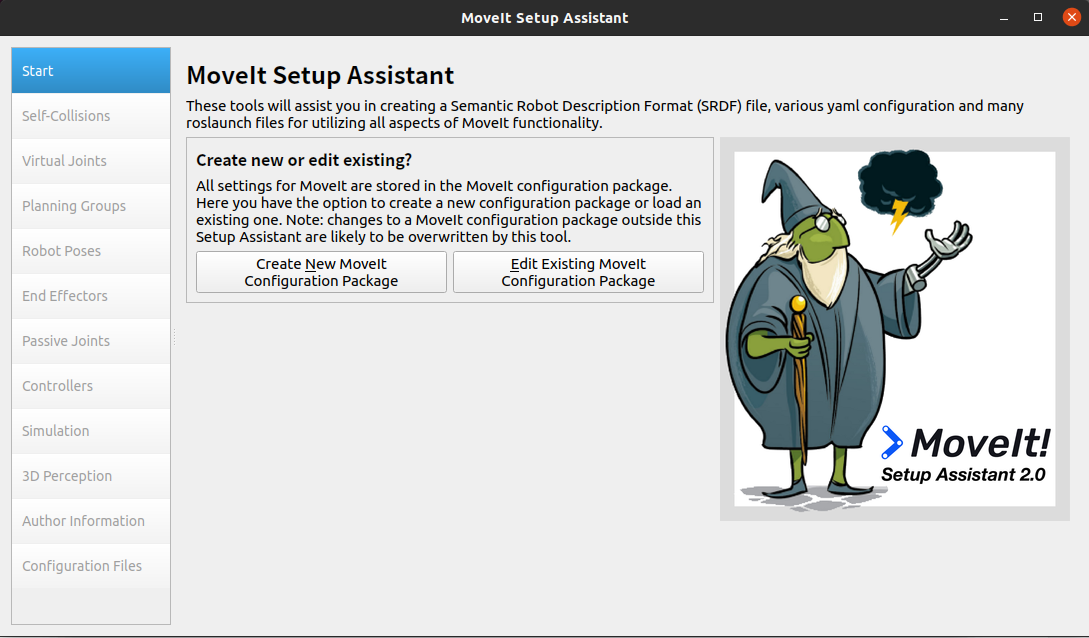 MoveIt Setup Assistant
Start
Self-Collisions
Virtual Joints
Planning Groups
Robot Poses
End Effectors
Passive Joints
Controllers
Simulation
3D Perception
Author Information
Configuration Files
MoveIt Setup Assistant
These tools will assist you in creating a Semantic Robot Description Format (SRDF) file, various yaml configuration and many
roslaunch files for utilizing all aspects of MoveIt functionality.
Create new or edit existing?
All settings for MoveIt are stored in the MoveIt configuration package.
Here you have the option to create a new configuration package or load an
existing one. Note: changes to a MoveIt configuration package outside this
Setup Assistant are likely to be overwritten by this tool.
Create New MoveIt
Configuration Package
Edit Existing MoveIt
Configuration Package
MoveIt!
Setup Assistant 2.0